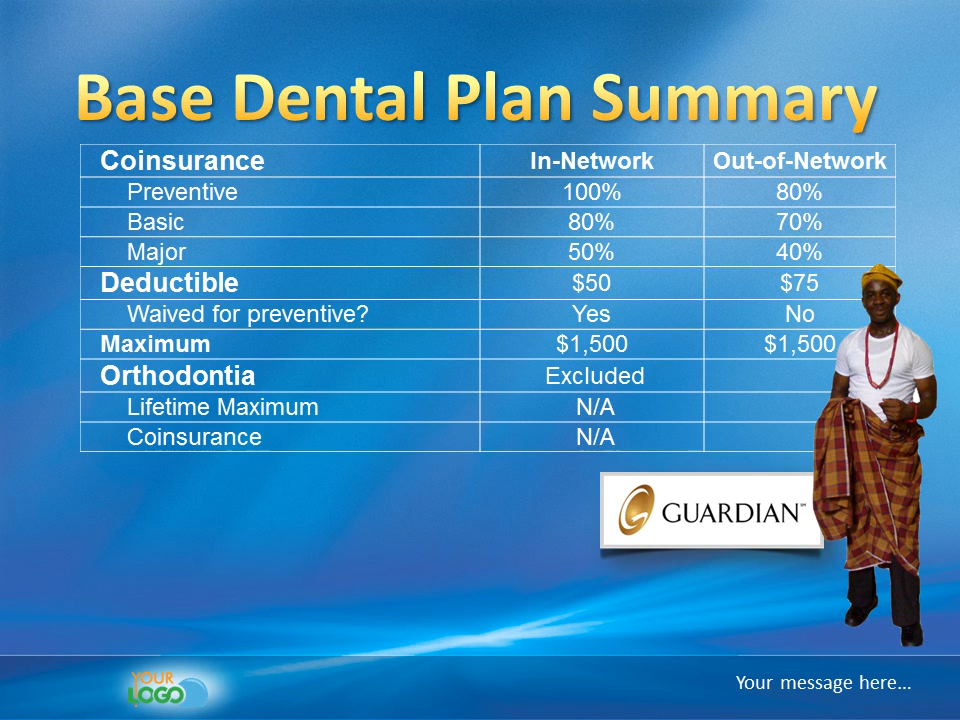 Base Dental Plan Summary
Coinsurance In-Network Out-of-Network
Preventive 100% 80%
Basic 80% 70%
Major 50% 40%
Deductible $50 $75
Waived for preventive? Yes No
Maximum $1,500 $1,500
Orthodontia Excluded
Lifetime Maximum N/A
Coinsurance N/A
GUARDIAN℠
YOUR
LOGO
Your message here...